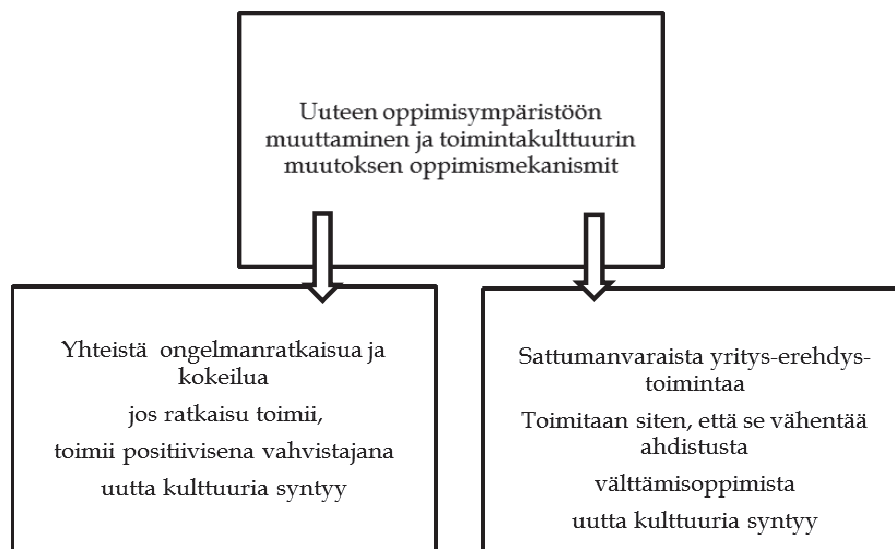 Uuteen oppimisympäristöön
muuttaminen ja toimintakulttuurin
muutoksen oppimismekanismit
Yhteistä ongelmanratkaisua ja
kokeilua
jos ratkaisu toimii,
toimii positiivisena vahvistajana
uutta kulttuuria syntyy
Sattumanvaraista yritys-erehdys-
toimintaa
Toimitaan siten, että se vähentää
ahdistusta
välttämisoppimista
uutta kulttuuria syntyy